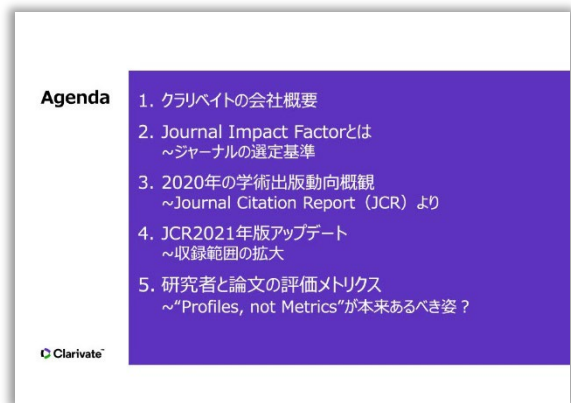 Agenda
1. クラリベイトの会社概要
2. Journal Impact Factorとは
~ジャーナルの選定基準
3. 2020年の学術出版動向概観
~Journal Citation Report（JCR）より
4. JCR2021年版アップデート
~収録範囲の拡大
5. 研究者と論文の評価メトリクス
~“Profiles, not Metrics”が本来あるべき姿？
Clarivate™